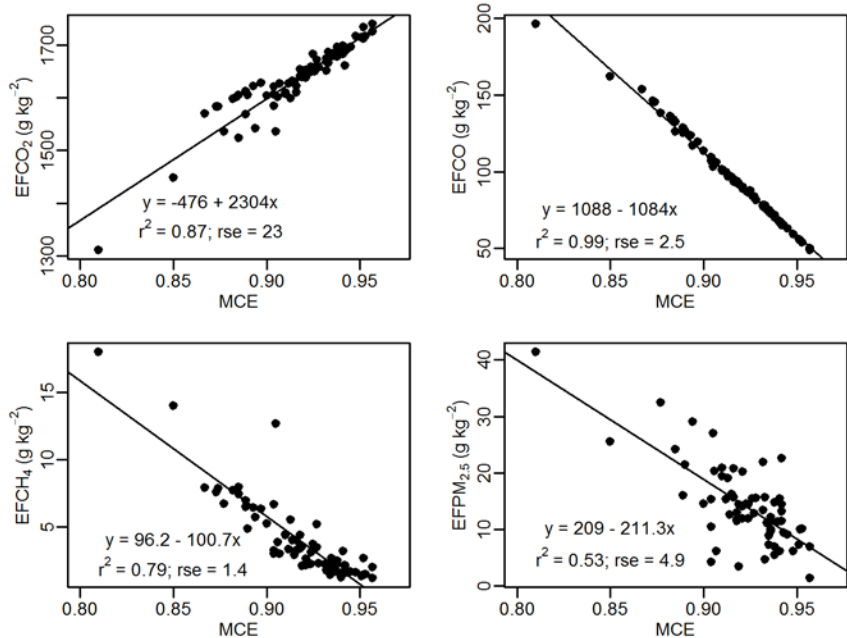 EFCO₂ (g kg⁻²)
1300 1500 1700
y = -476 + 2304x
r² = 0.87; rse = 23
0.80 0.85 0.90 0.95
MCE
EFCO (g kg⁻²)
50 100 150 200
y = 1088 - 1084x
r² = 0.99; rse = 2.5
0.80 0.85 0.90 0.95
MCE
EFCH₄ (g kg⁻²)
5 10 15
y = 96.2 - 100.7x
r² = 0.79; rse = 1.4
0.80 0.85 0.90 0.95
MCE
EFPM₂.₅ (g kg⁻²)
0 10 20 30 40
y = 209 - 211.3x
r² = 0.53; rse = 4.9
0.80 0.85 0.90 0.95
MCE